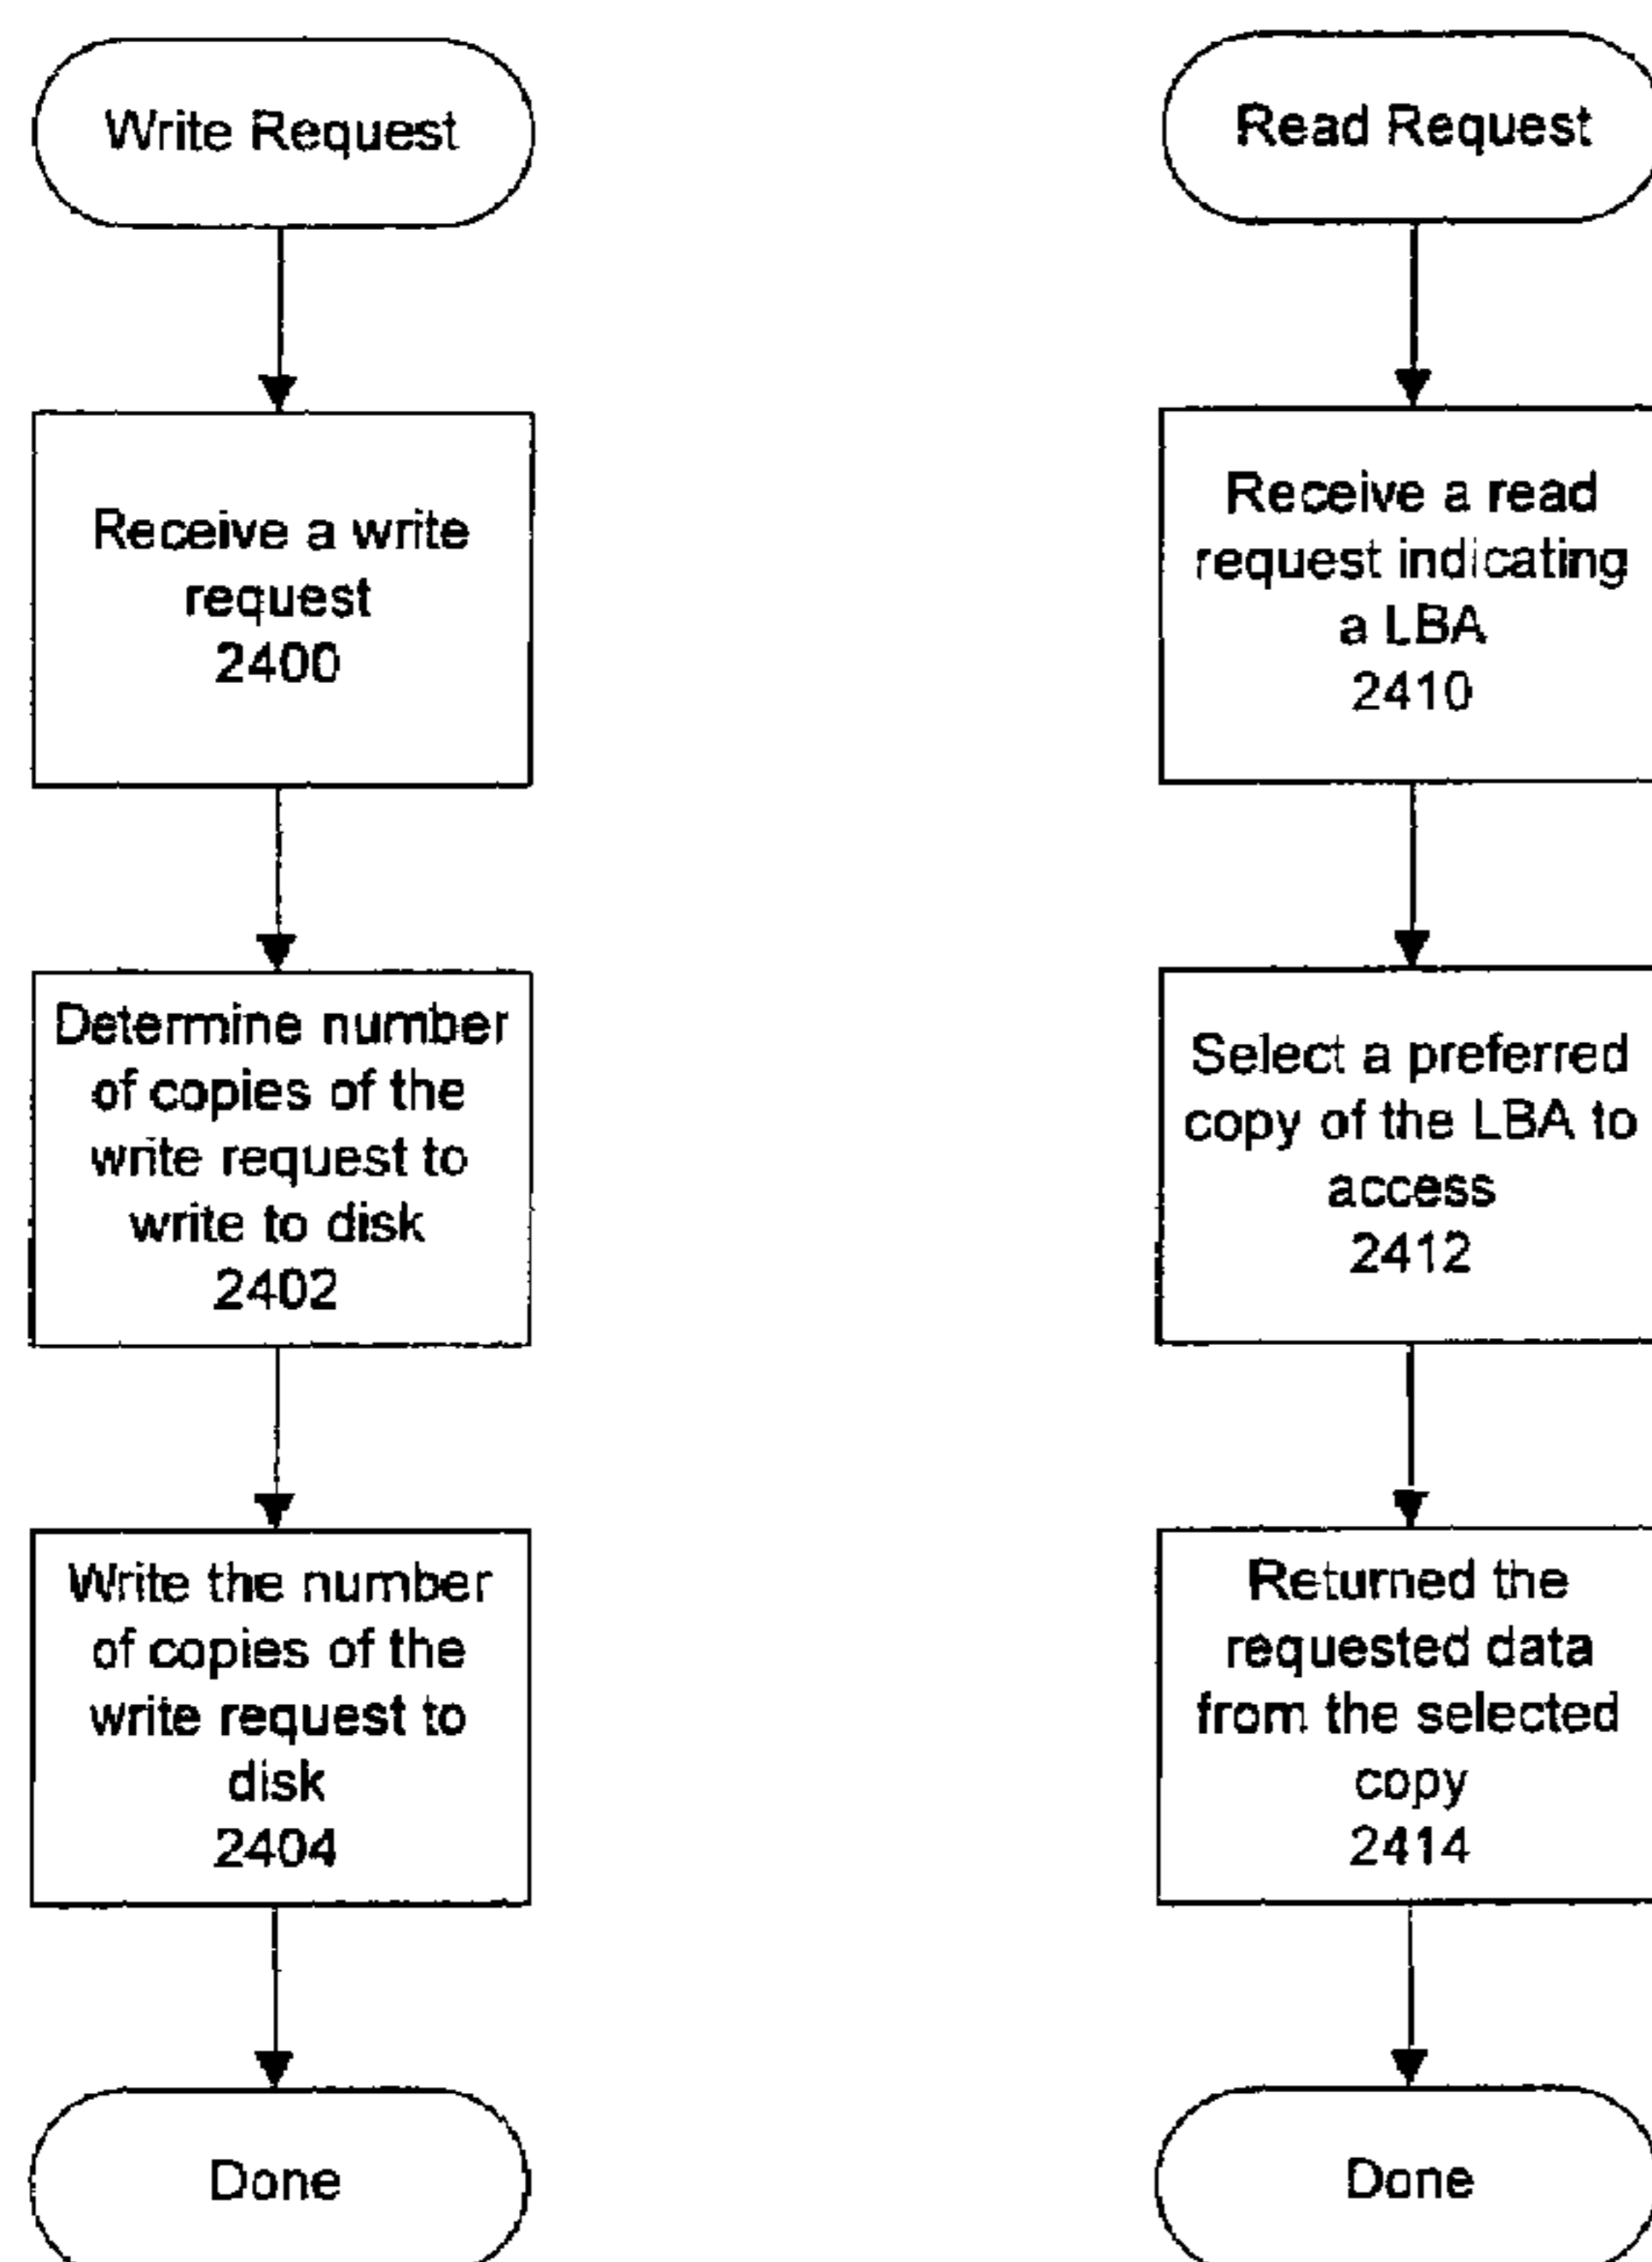 Write Request
Receive a write
request
2400
Determine number
of copies of the
write request to
write to disk
2402
Write the number
of copies of the
write request to
disk
2404
Done
Read Request
Receive a read
request indicating
a LBA
2410
Select a preferred
copy of the LBA to
access
2412
Returned the
requested data
from the selected
copy
2414
Done